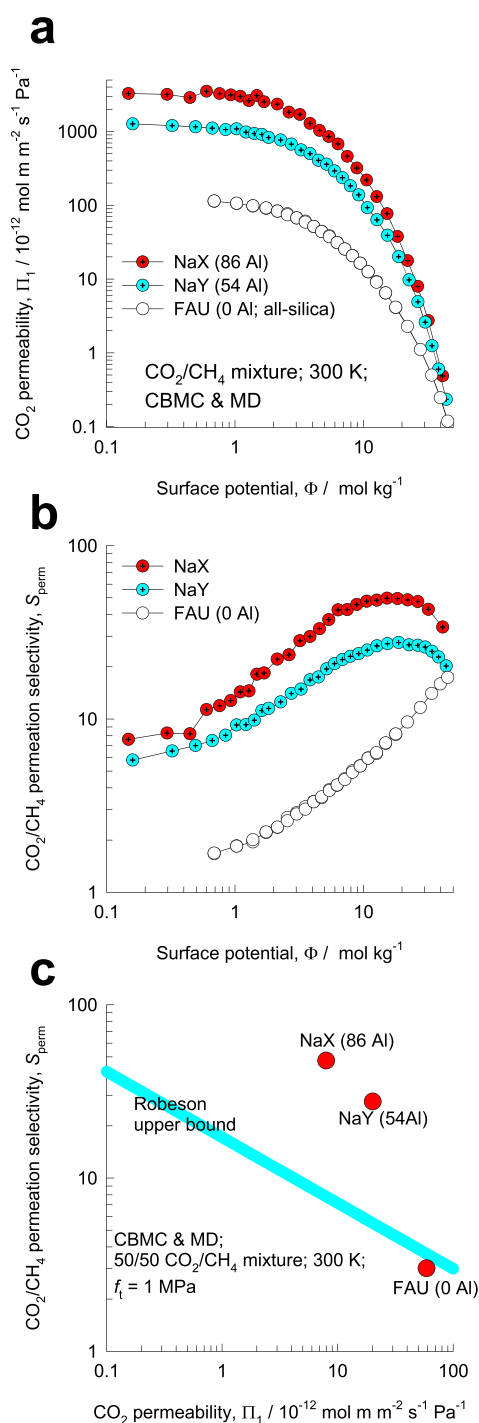 a
CO2 permeability, Π1 / 10-12 mol m m-2 s-1 Pa-1
1000
100
10
1
0.1
NaX (86 Al)
NaY (54 Al)
FAU (0 Al; all-silica)
CO2/CH4 mixture; 300 K;
CBMC & MD
0.1 1 10
Surface potential, Φ / mol kg-1
b
CO2/CH4 permeation selectivity, Sperm
100
10
1
NaX
NaY
FAU (0 Al)
0.1 1 10
Surface potential, Φ / mol kg-1
c
CO2/CH4 permeation selectivity, Sperm
100
10
1
NaX (86 Al)
NaY (54Al)
Robeson
upper bound
CBMC & MD;
50/50 CO2/CH4 mixture; 300 K;
ft = 1 MPa
FAU (0 Al)
0.1 1 10 100
CO2 permeability, Π1 / 10-12 mol m m-2 s-1 Pa-1